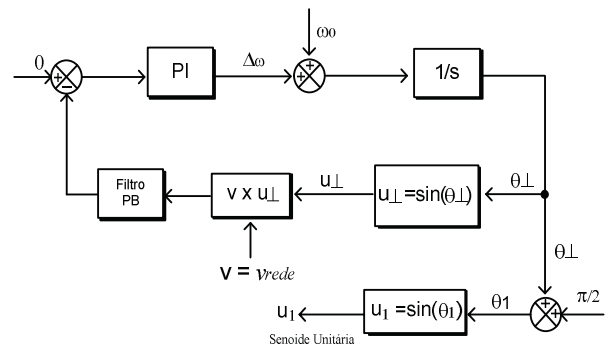 ωo
0
PI
Δω
1/s
+
−
+
+
Filtro
PB
v x u⊥
u⊥
u⊥=sin(θ⊥)
θ⊥
θ⊥
v = vrede
π/2
u1
u1 =sin(θ1)
θ1
+
+
Senoide Unitária